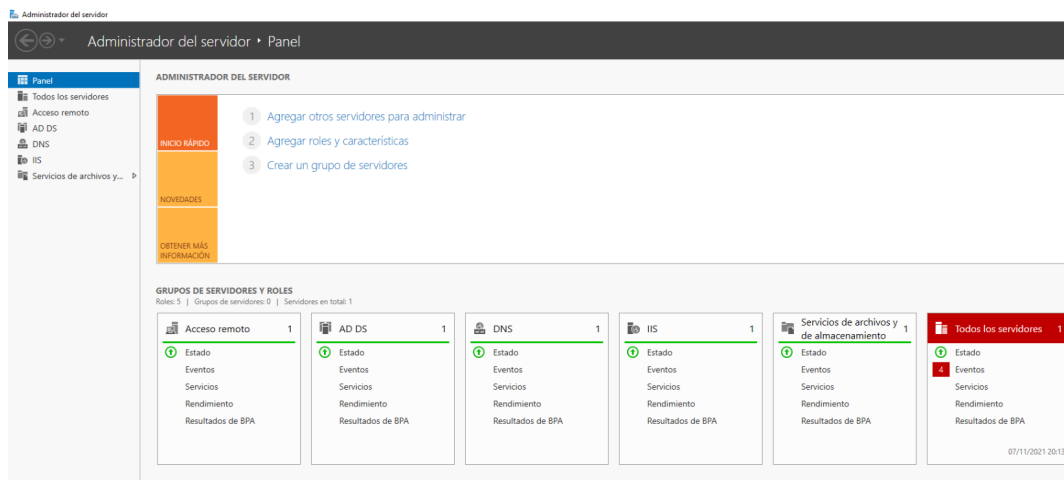 Administrador del servidor
Administrador del servidor ‣ Panel
Panel
Todos los servidores
Acceso remoto
AD DS
DNS
IIS
Servicios de archivos y...
ADMINISTRADOR DEL SERVIDOR
INICIO RÁPIDO
NOVEDADES
OBTENER MÁS
INFORMACIÓN
1 Agregar otros servidores para administrar
2 Agregar roles y características
3 Crear un grupo de servidores
GRUPOS DE SERVIDORES Y ROLES
Roles: 5 | Grupos de servidores: 0 | Servidores en total: 1
Acceso remoto 1
Estado
Eventos
Servicios
Rendimiento
Resultados de BPA
AD DS 1
Estado
Eventos
Servicios
Rendimiento
Resultados de BPA
DNS 1
Estado
Eventos
Servicios
Rendimiento
Resultados de BPA
IIS 1
Estado
Eventos
Servicios
Rendimiento
Resultados de BPA
Servicios de archivos y
de almacenamiento 1
Estado
Eventos
Servicios
Rendimiento
Resultados de BPA
Todos los servidores 1
Estado
4 Eventos
Servicios
Rendimiento
Resultados de BPA
07/11/2021 20:13